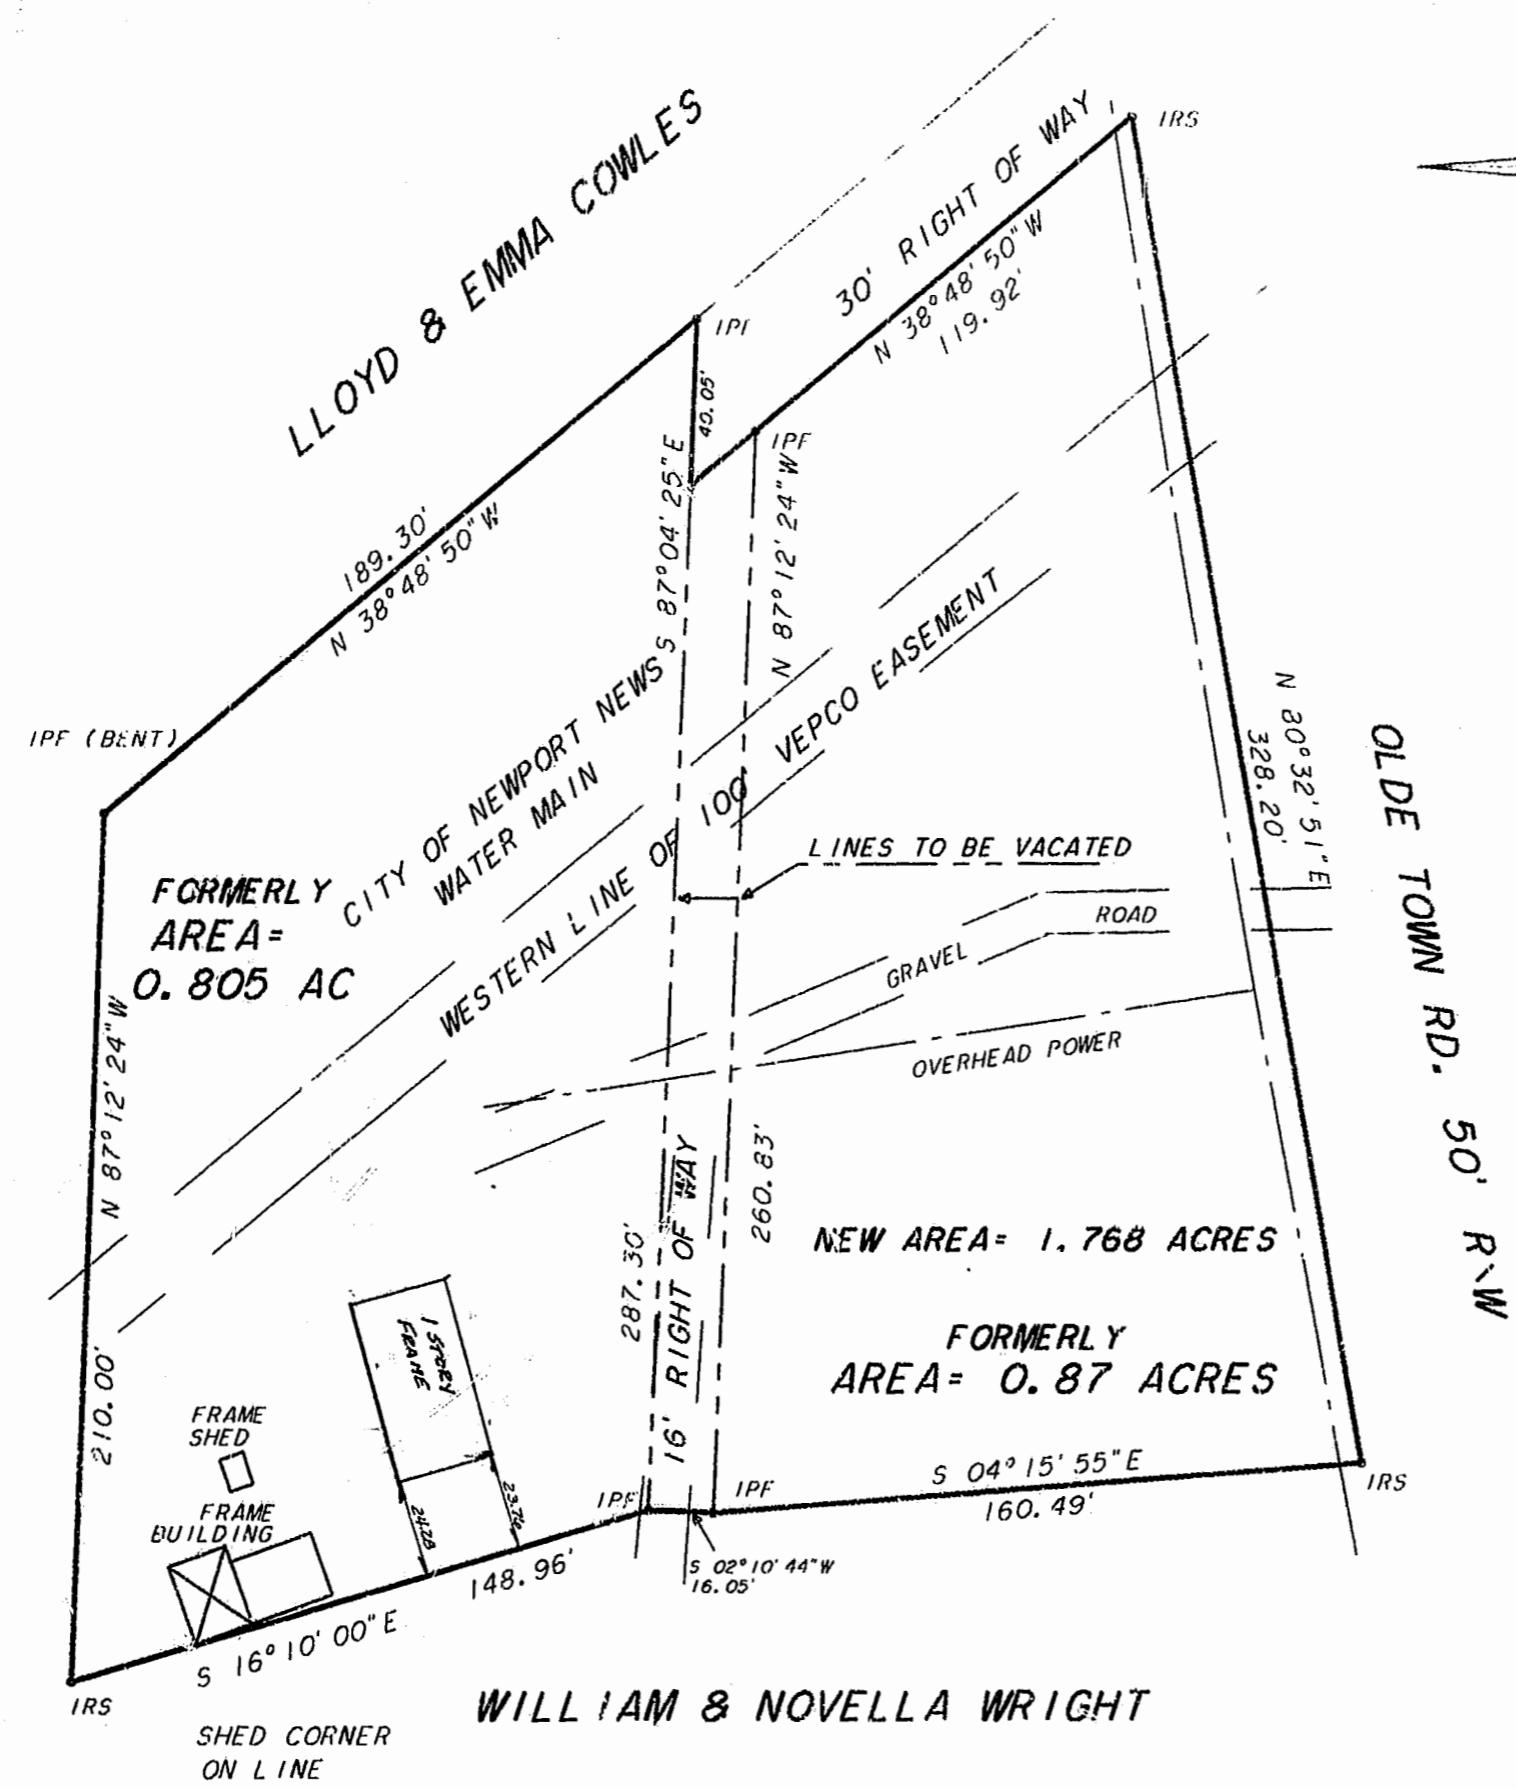 LLOYD & EMMA COWLES
30' RIGHT OF WAY
IRS
N 38° 48' 50" W
119.92'
IPF
40.05'
IPF
S 87° 04' 25" E
N 87° 12' 24" W
189.30'
N 38° 48' 50" W
IPF (BENT)
CITY OF NEWPORT NEWS
WATER MAIN
WESTERN LINE OF 100' VEPCO EASEMENT
N 80° 32' 51" E
328.20'
OLDE TOWN RD. 50' R\W
LINES TO BE VACATED
FORMERLY
AREA=
0.805 AC
GRAVEL ROAD
OVERHEAD POWER
N 87° 12' 24" W
210.00'
260.83'
287.30'
16' RIGHT OF WAY
NEW AREA= 1.768 ACRES
FORMERLY
AREA= 0.87 ACRES
1 STORY
FRAME
FRAME
SHED
FRAME
BUILDING
24.28
23.76
IPF
IPF
S 04° 15' 55" E
160.49'
IRS
S 02° 10' 44" W
16.05'
148.96'
S 16° 10' 00" E
IRS
WILLIAM & NOVELLA WRIGHT
SHED CORNER
ON LINE